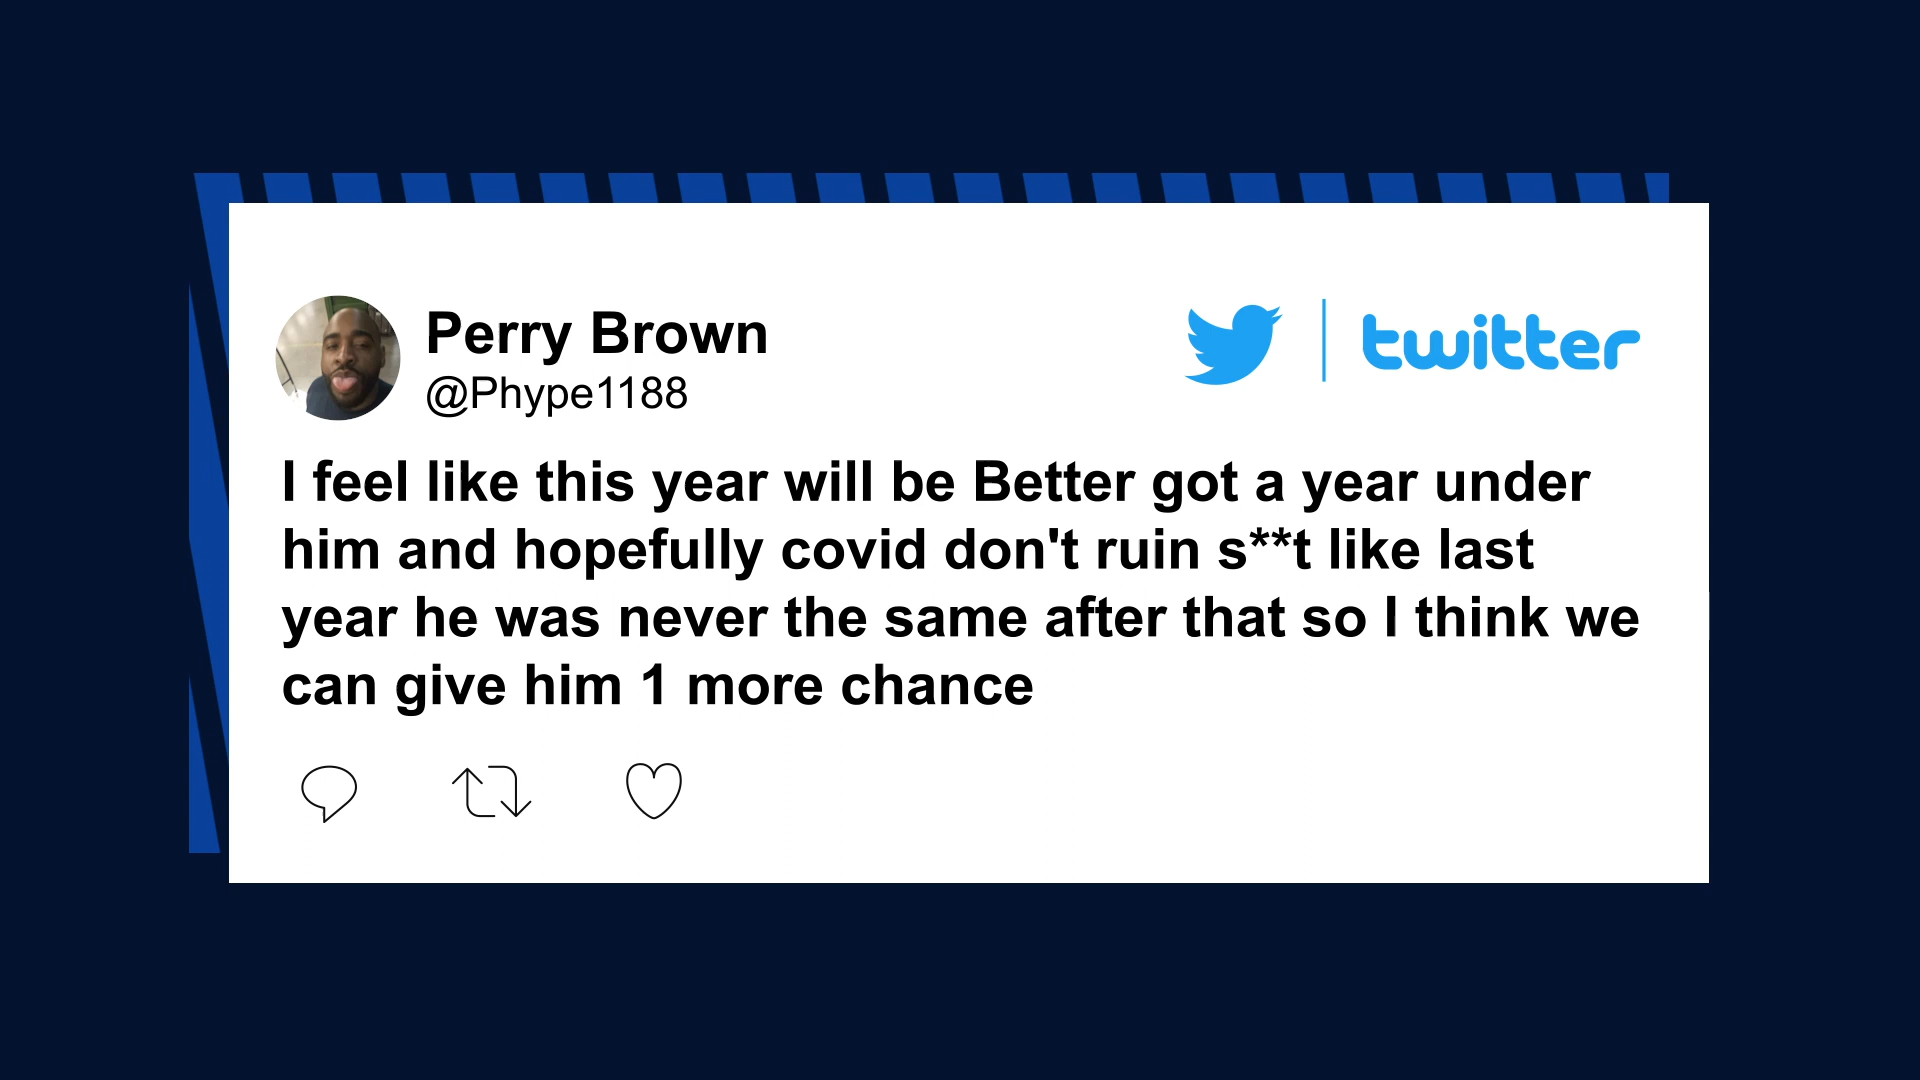 Perry Brown
twitter
@Phype1188
I feel like this year will be Better got a year under
him and hopefully covid don't ruin s**t like last
year he was never the same after that so I think we
can give him 1 more chance